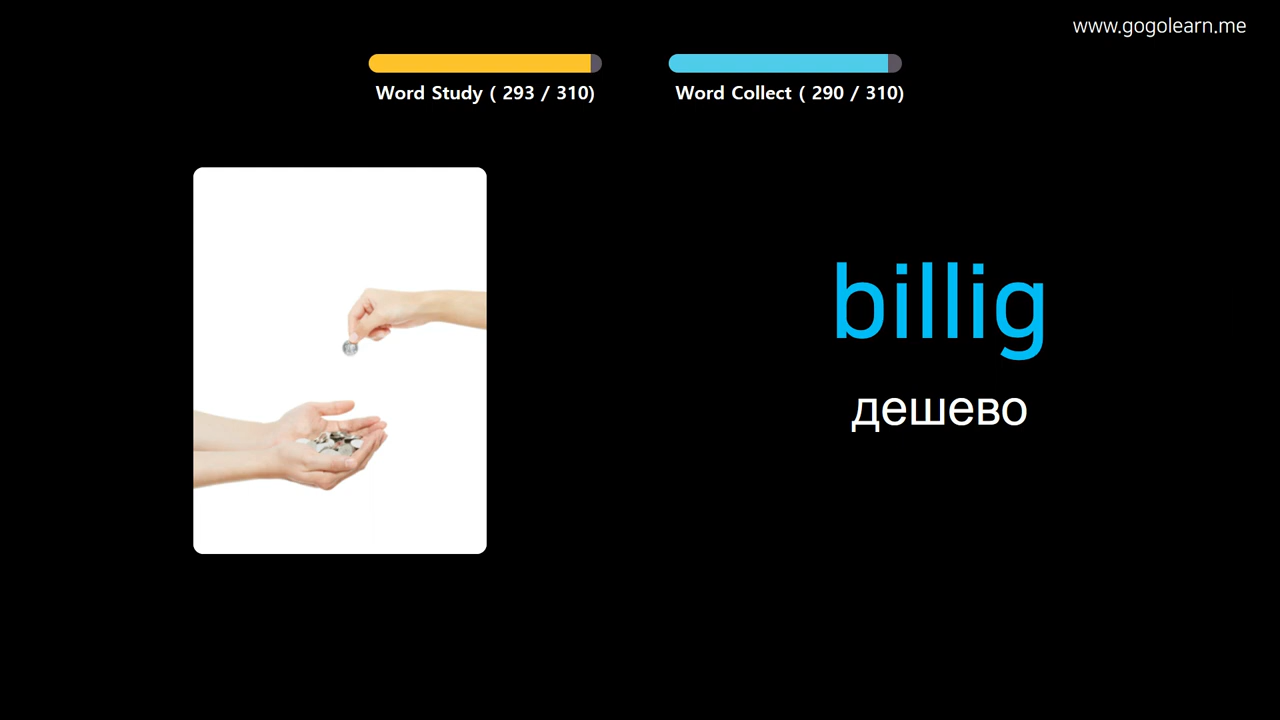 www.gogolearn.me
Word Study ( 293 / 310)
Word Collect ( 290 / 310)
billig
дешево